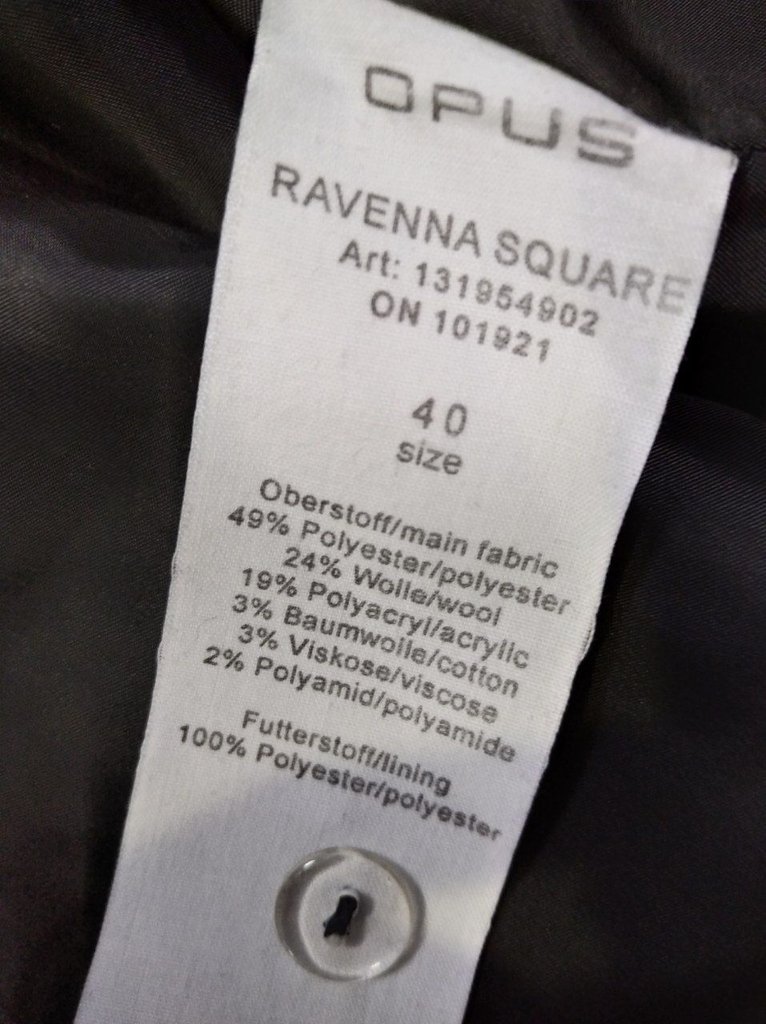 OPUS
RAVENNA SQUARE
Art: 131954902
ON 101921
40
size
Oberstoff/main fabric
49% Polyester/polyester
24% Wolle/wool
19% Polyacryl/acrylic
3% Baumwolle/cotton
3% Viskose/viscose
2% Polyamid/polyamide
Futterstoff/lining
100% Polyester/polyester